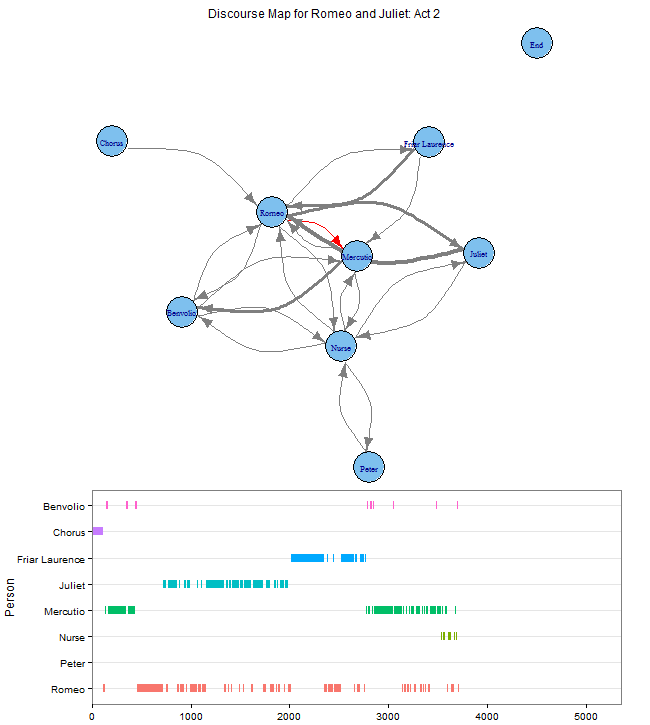 Discourse Map for Romeo and Juliet: Act 2
End
Chorus
Friar Laurence
Romeo
Mercutio
Juliet
Benvolio
Nurse
Peter
Benvolio
Chorus
Friar Laurence
Juliet
Mercutio
Nurse
Peter
Romeo
Person
0 1000 2000 3000 4000 5000